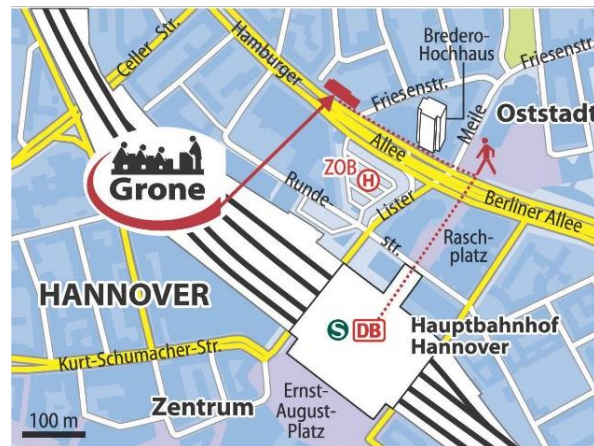 Celler Str.
Hamburger
Allee
Bredero-
Hochhaus
Friesenstr.
Friesenstr.
Meile
Oststadt
Grone
ZOB H
Runde
str.
Lister
Berliner Allee
Rasch-
platz
HANNOVER
S DB
Hauptbahnhof
Hannover
Kurt-Schumacher-Str.
Ernst-
August-
Platz
Zentrum
100 m